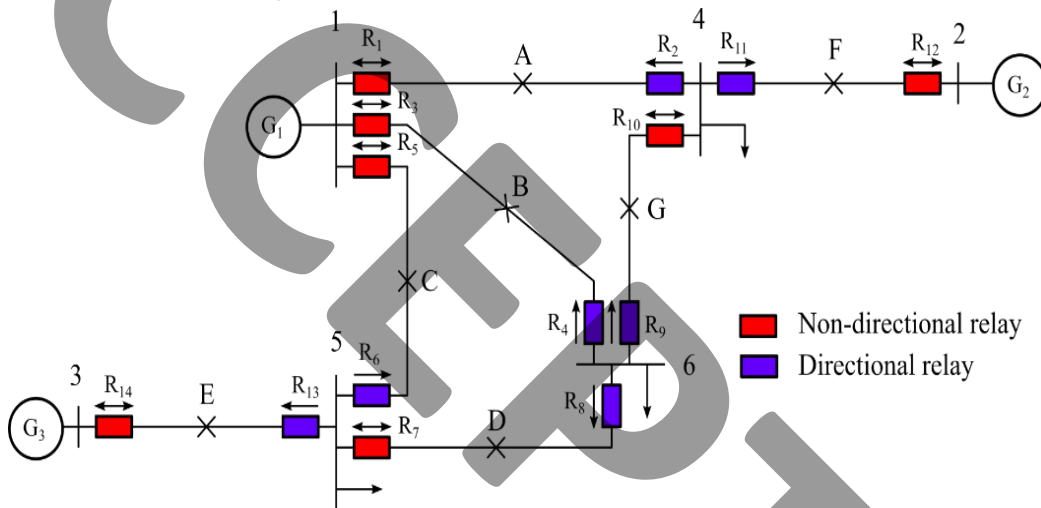 1
R1
A
R2
4
R11
F
R12
2
G1
R3
R5
R10
G2
B
G
C
R4
R9
Non-directional relay
5
R6
6
Directional relay
3
R14
E
R13
R7
D
R8
G3
CCEPT